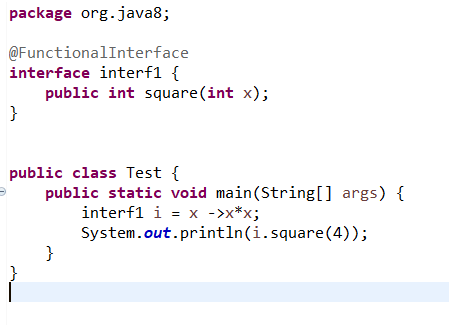 package org.java8;
@FunctionalInterface
interface interf1 {
public int square(int x);
}
public class Test {
public static void main(String[] args) {
interf1 i = x ->x*x;
System.out.println(i.square(4));
}
}